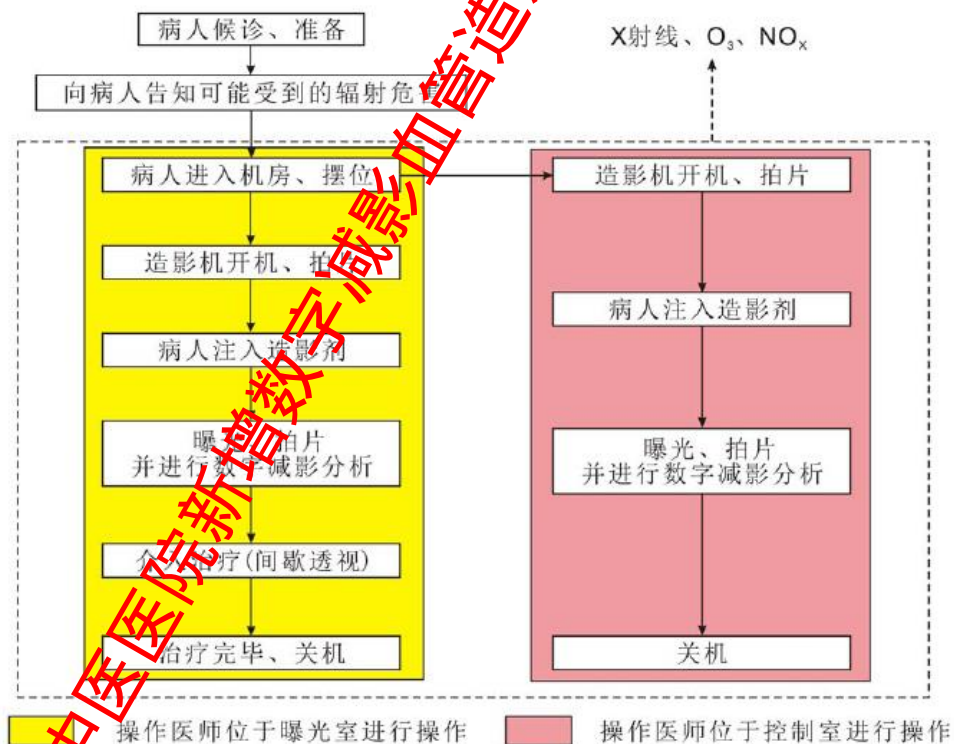 病人候诊、准备
X射线、O₃、NOₓ
向病人告知可能受到的辐射危害
病人进入机房、摆位
造影机开机、拍片
造影机开机、拍
病人注入造影剂
病人注入造影剂
曝光、拍片
并进行数字减影分析
曝光、拍片
并进行数字减影分析
介入治疗(间歇透视)
治疗完毕、关机
关机
操作医师位于曝光室进行操作
操作医师位于控制室进行操作
中医医院新增数字减影血管造